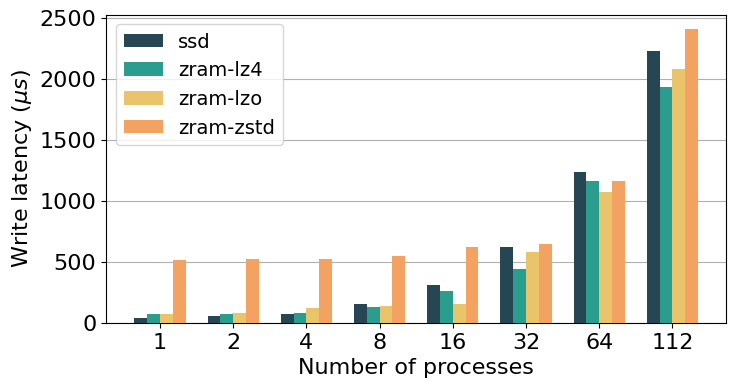 2500
2000
1500
1000
500
0
Write latency (μs)
ssd
zram-lz4
zram-lzo
zram-zstd
1 2 4 8 16 32 64 112
Number of processes